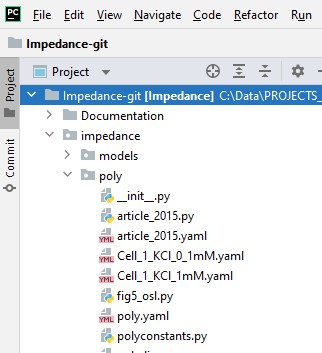 PC File Edit View Navigate Code Refactor Run
Impedance-git
Project
Impedance-git [Impedance] C:\Data\PROJECTS_
Documentation
impedance
models
poly
__init__.py
article_2015.py
article_2015.yaml
Cell_1_KCl_0_1mM.yaml
Cell_1_KCl_1mM.yaml
fig5_osl.py
poly.yaml
polyconstants.py
Project
Commit
YML
YML
YML
YML